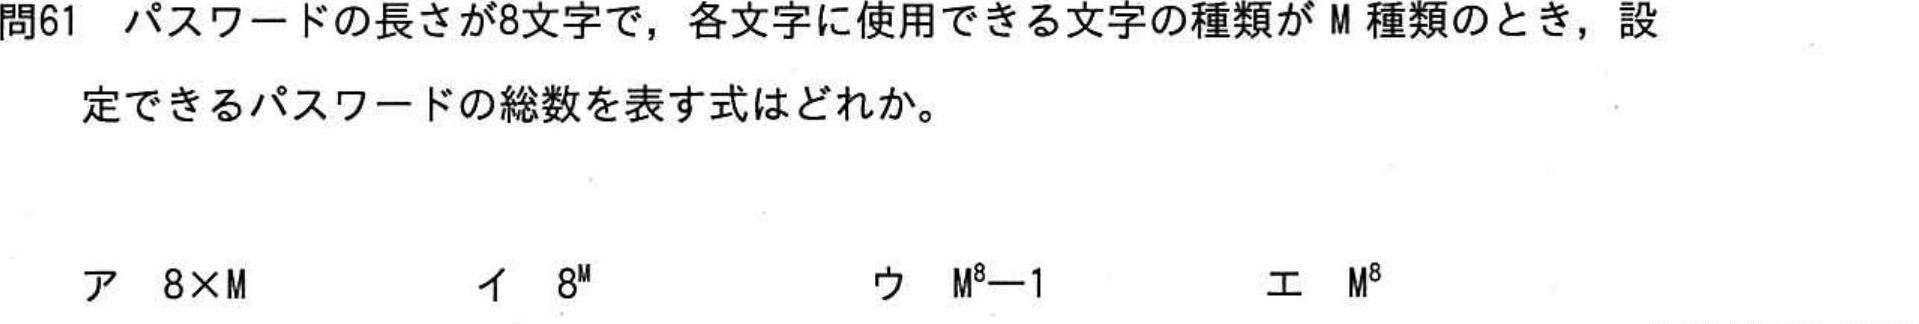 問61 パスワードの長さが8文字で，各文字に使用できる文字の種類が M 種類のとき，設
定できるパスワードの総数を表す式はどれか。
ア 8×M イ 8ᴹ ウ M⁸―1 エ M⁸